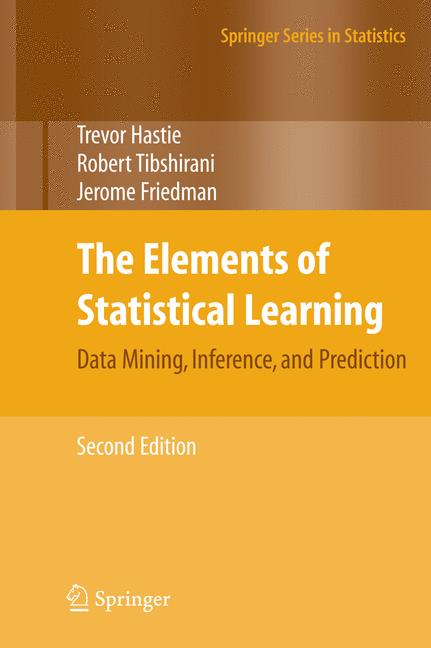 Springer Series in Statistics
Trevor Hastie
Robert Tibshirani
Jerome Friedman
The Elements of
Statistical Learning
Data Mining, Inference, and Prediction
Second Edition
Springer